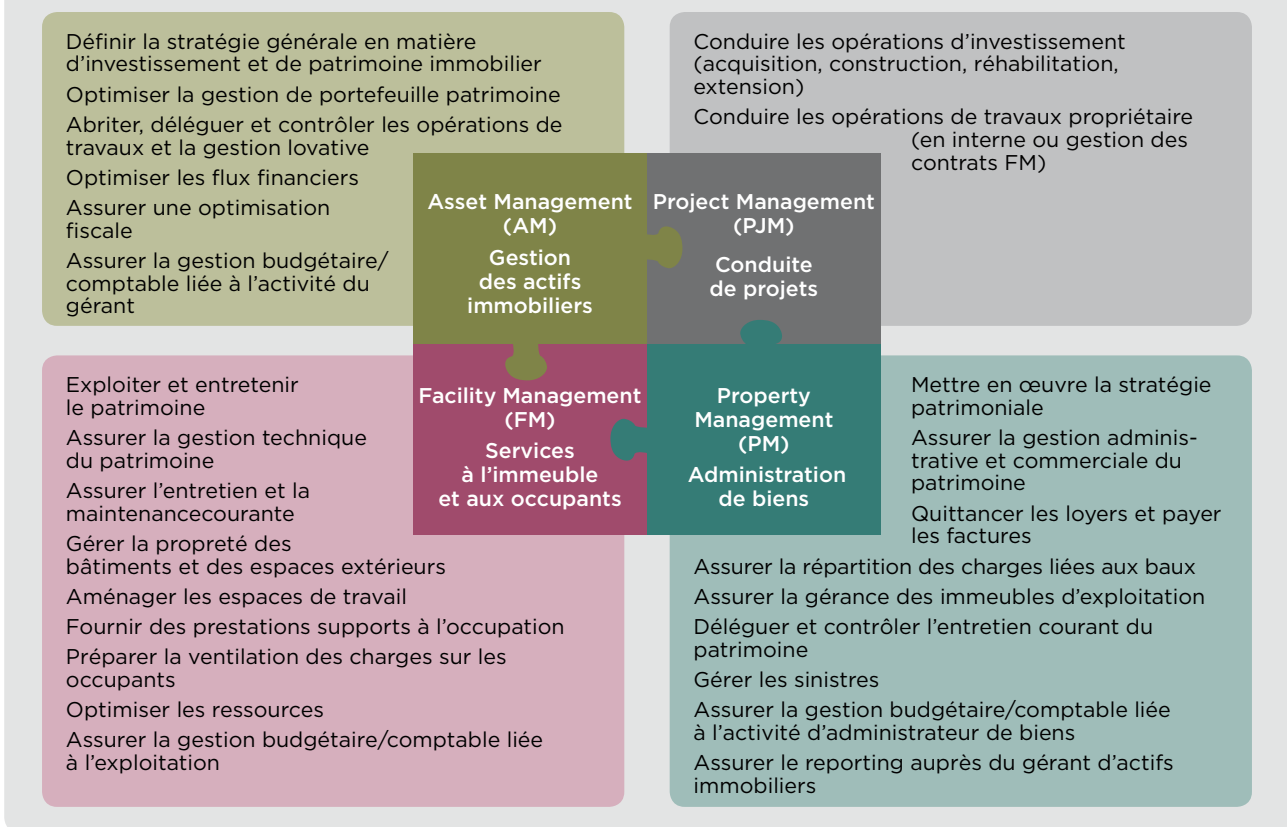 Définir la stratégie générale en matière
d'investissement et de patrimoine immobilier
Optimiser la gestion de portefeuille patrimoine
Abriter, déléguer et contrôler les opérations de
travaux et la gestion lovative
Optimiser les flux financiers
Assurer une optimisation
fiscale
Assurer la gestion budgétaire/
comptable liée à l'activité du
gérant
Conduire les opérations d'investissement
(acquisition, construction, réhabilitation,
extension)
Conduire les opérations de travaux propriétaire
(en interne ou gestion des
contrats FM)
Asset Management
(AM)
Gestion
des actifs
immobiliers
Project Management
(PJM)
Conduite
de projets
Facility Management
(FM)
Services
à l'immeuble
et aux occupants
Property
Management
(PM)
Administration
de biens
Exploiter et entretenir
le patrimoine
Assurer la gestion technique
du patrimoine
Assurer l'entretien et la
maintenancecourante
Gérer la propreté des
bâtiments et des espaces extérieurs
Aménager les espaces de travail
Fournir des prestations supports à l'occupation
Préparer la ventilation des charges sur les
occupants
Optimiser les ressources
Assurer la gestion budgétaire/comptable liée
à l'exploitation
Mettre en œuvre la stratégie
patrimoniale
Assurer la gestion adminis-
trative et commerciale du
patrimoine
Quittancer les loyers et payer
les factures
Assurer la répartition des charges liées aux baux
Assurer la gérance des immeubles d'exploitation
Déléguer et contrôler l'entretien courant du
patrimoine
Gérer les sinistres
Assurer la gestion budgétaire/comptable liée
à l'activité d'administrateur de biens
Assurer le reporting auprès du gérant d'actifs
immobiliers